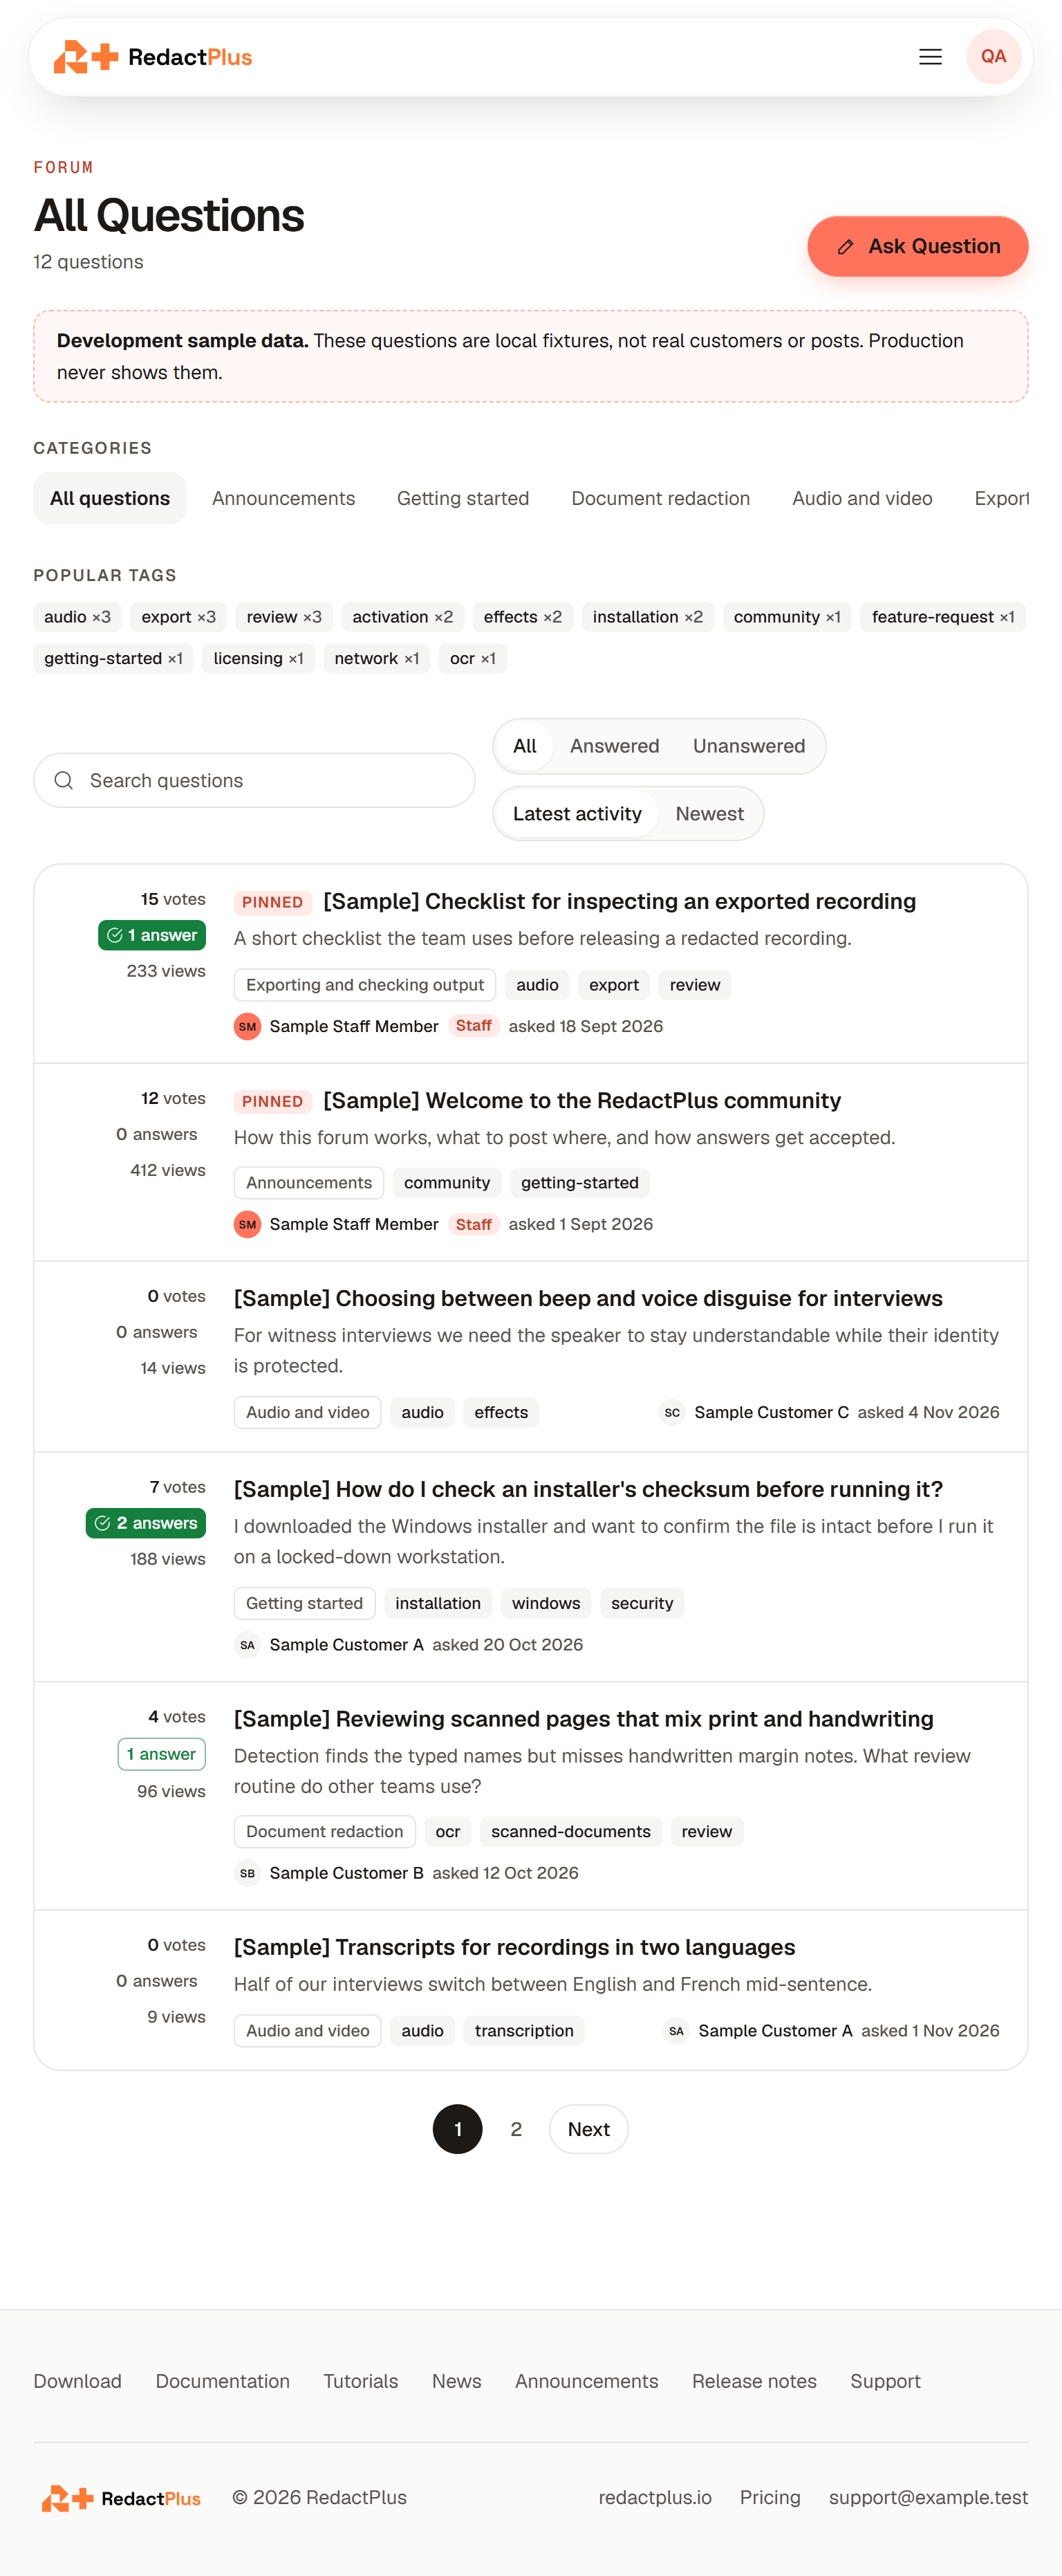 RedactPlus
QA
FORUM
All Questions
12 questions
Ask Question
Development sample data. These questions are local fixtures, not real customers or posts. Production
never shows them.
CATEGORIES
All questions Announcements Getting started Document redaction Audio and video Export
POPULAR TAGS
audio ×3 export ×3 review ×3 activation ×2 effects ×2 installation ×2 community ×1 feature-request ×1
getting-started ×1 licensing ×1 network ×1 ocr ×1
Search questions
All Answered Unanswered
Latest activity Newest
15 votes
1 answer
233 views
PINNED [Sample] Checklist for inspecting an exported recording
A short checklist the team uses before releasing a redacted recording.
Exporting and checking output audio export review
SM Sample Staff Member Staff asked 18 Sept 2026
12 votes
0 answers
412 views
PINNED [Sample] Welcome to the RedactPlus community
How this forum works, what to post where, and how answers get accepted.
Announcements community getting-started
SM Sample Staff Member Staff asked 1 Sept 2026
0 votes
0 answers
14 views
[Sample] Choosing between beep and voice disguise for interviews
For witness interviews we need the speaker to stay understandable while their identity
is protected.
Audio and video audio effects SC Sample Customer C asked 4 Nov 2026
7 votes
2 answers
188 views
[Sample] How do I check an installer's checksum before running it?
I downloaded the Windows installer and want to confirm the file is intact before I run it
on a locked-down workstation.
Getting started installation windows security
SA Sample Customer A asked 20 Oct 2026
4 votes
1 answer
96 views
[Sample] Reviewing scanned pages that mix print and handwriting
Detection finds the typed names but misses handwritten margin notes. What review
routine do other teams use?
Document redaction ocr scanned-documents review
SB Sample Customer B asked 12 Oct 2026
0 votes
0 answers
9 views
[Sample] Transcripts for recordings in two languages
Half of our interviews switch between English and French mid-sentence.
Audio and video audio transcription SA Sample Customer A asked 1 Nov 2026
1 2 Next
Download Documentation Tutorials News Announcements Release notes Support
RedactPlus © 2026 RedactPlus redactplus.io Pricing support@example.test